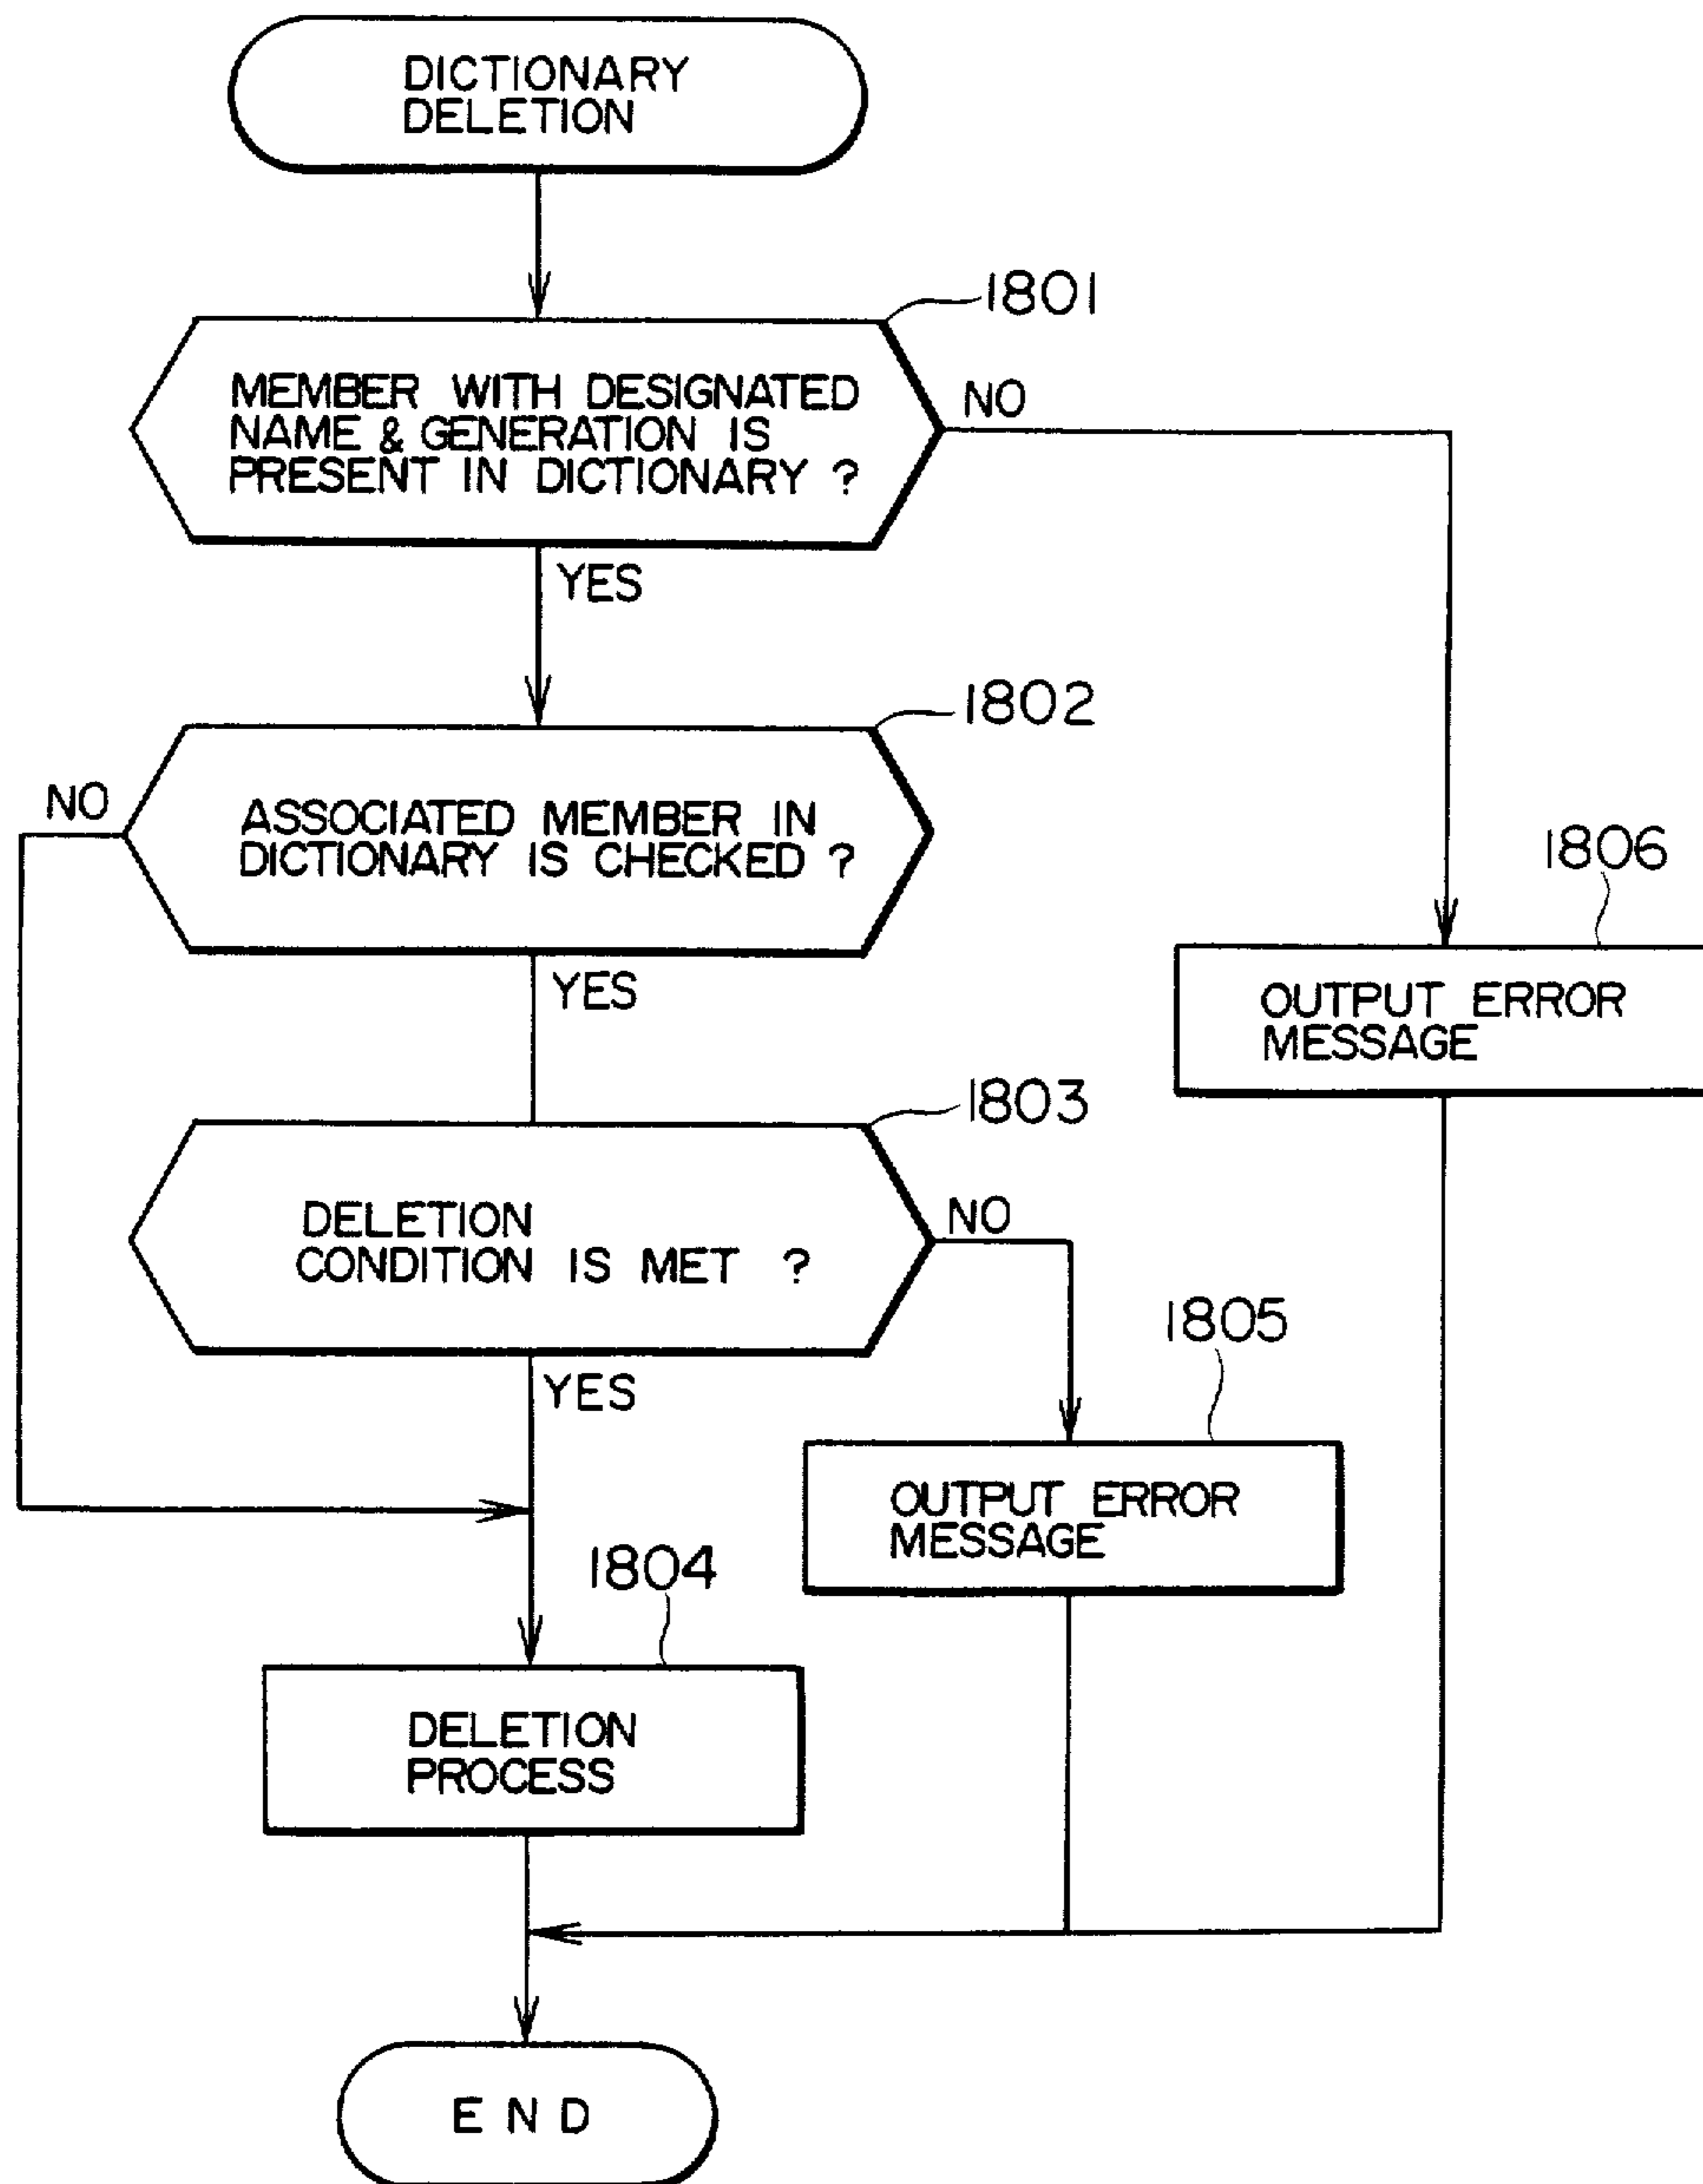 DICTIONARY
DELETION
1801
MEMBER WITH DESIGNATED
NAME & GENERATION IS
PRESENT IN DICTIONARY ?
NO
YES
1802
NO
ASSOCIATED MEMBER IN
DICTIONARY IS CHECKED ?
YES
1806
OUTPUT ERROR
MESSAGE
1803
DELETION
CONDITION IS MET ?
NO
YES
1805
OUTPUT ERROR
MESSAGE
1804
DELETION
PROCESS
END